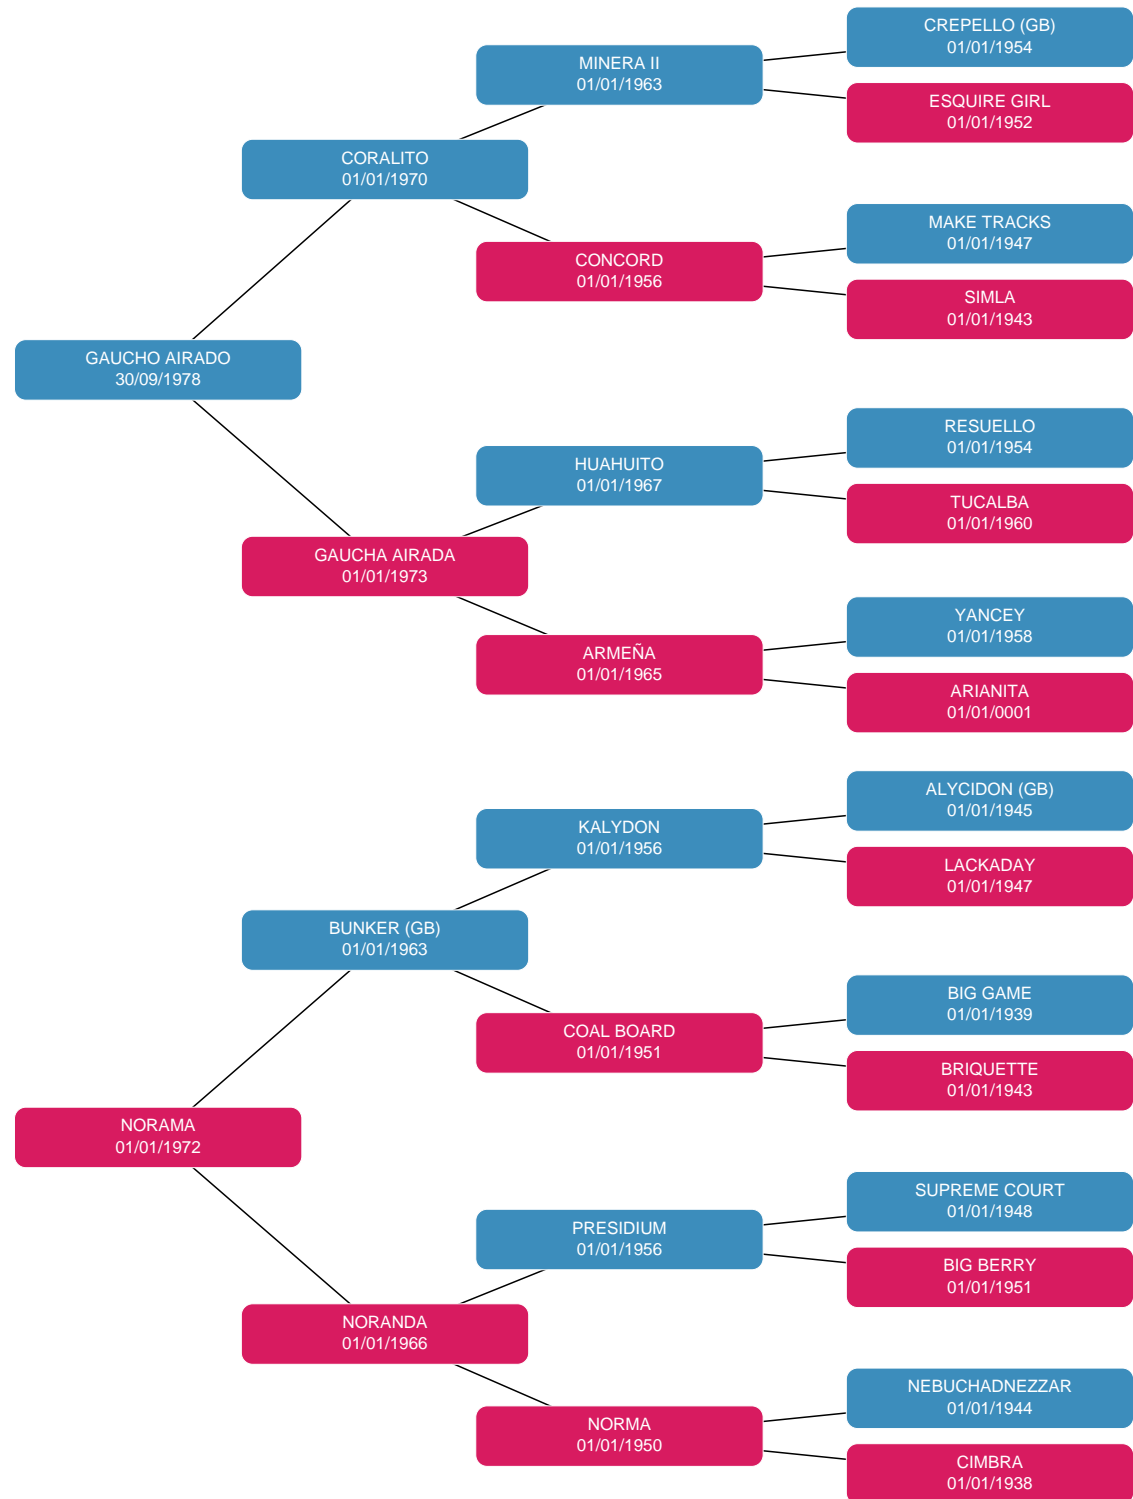 CREPELLO (GB)
01/01/1954
MINERA II
01/01/1963
ESQUIRE GIRL
01/01/1952
CORALITO
01/01/1970
MAKE TRACKS
01/01/1947
CONCORD
01/01/1956
SIMLA
01/01/1943
GAUCHO AIRADO
30/09/1978
RESUELLO
01/01/1954
HUAHUITO
01/01/1967
TUCALBA
01/01/1960
GAUCHA AIRADA
01/01/1973
YANCEY
01/01/1958
ARMEÑA
01/01/1965
ARIANITA
01/01/0001
ALYCIDON (GB)
01/01/1945
KALYDON
01/01/1956
LACKADAY
01/01/1947
BUNKER (GB)
01/01/1963
BIG GAME
01/01/1939
COAL BOARD
01/01/1951
BRIQUETTE
01/01/1943
NORAMA
01/01/1972
SUPREME COURT
01/01/1948
PRESIDIUM
01/01/1956
BIG BERRY
01/01/1951
NORANDA
01/01/1966
NEBUCHADNEZZAR
01/01/1944
NORMA
01/01/1950
CIMBRA
01/01/1938